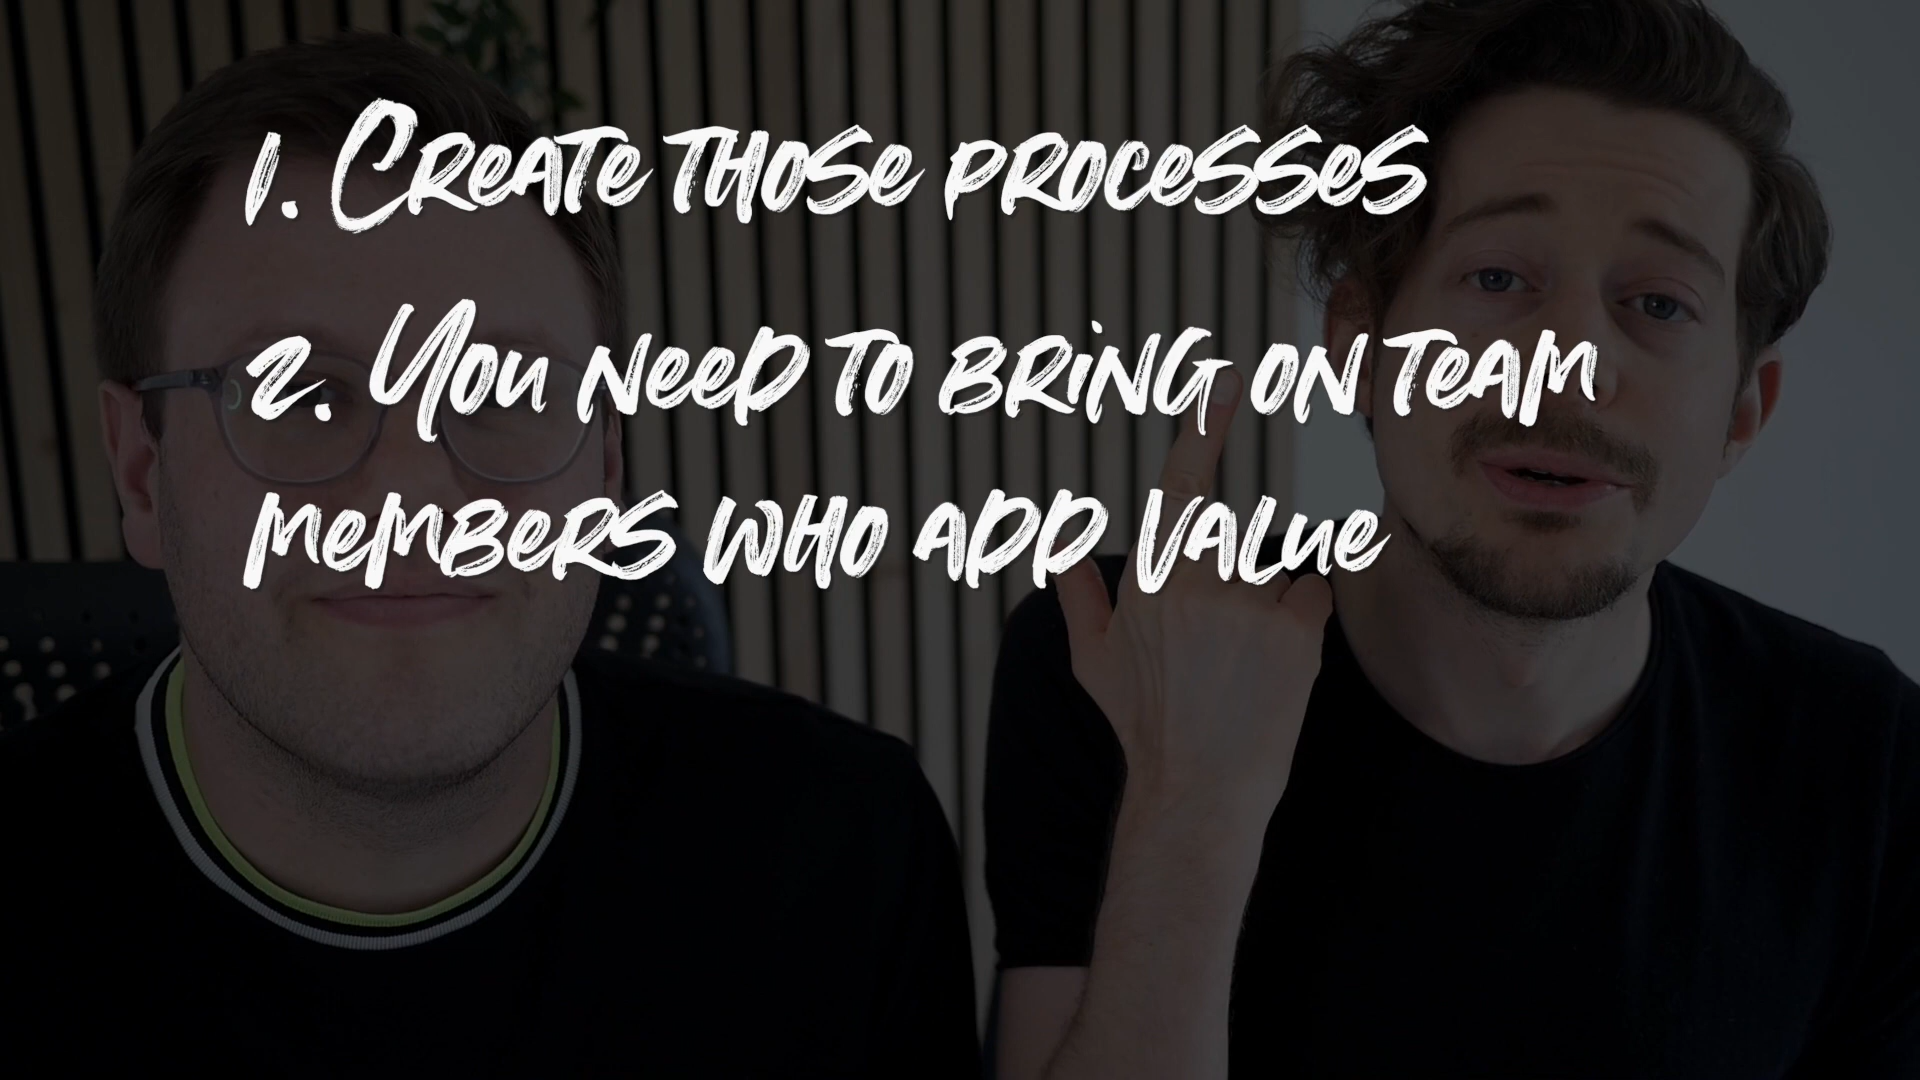 1. Create those processes
2. You need to bring on team
members who add value